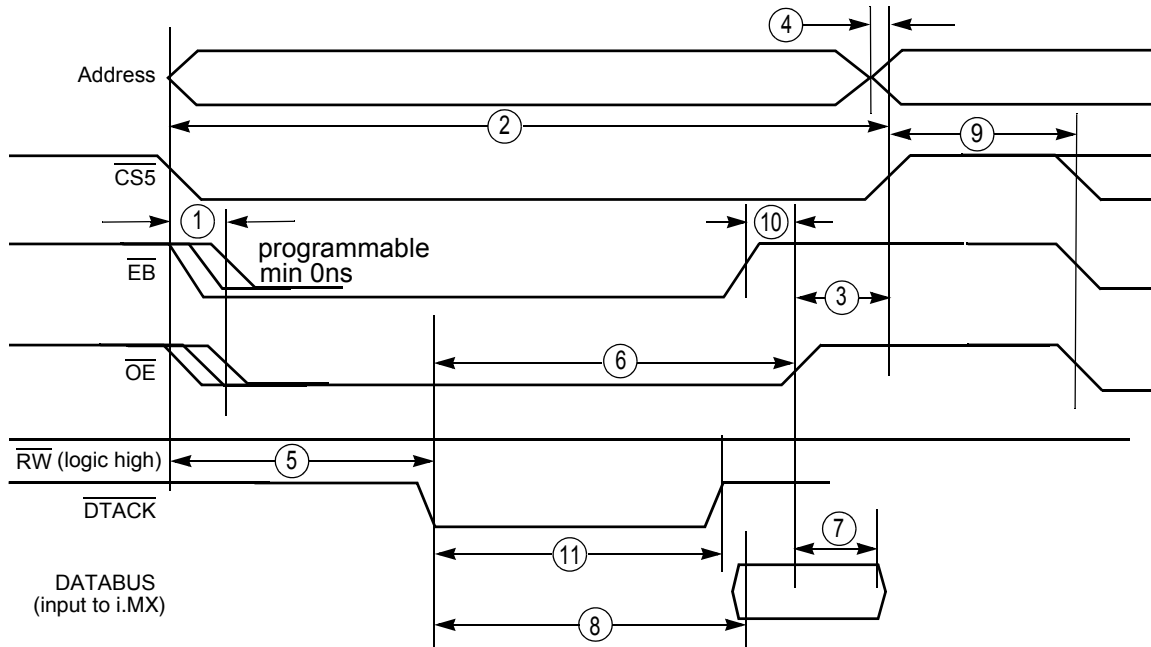 4
Address
2
9
CS5
1
10
programmable
min 0ns
EB
3
6
OE
RW (logic high)
5
DTACK
7
11
DATABUS
(input to i.MX)
8